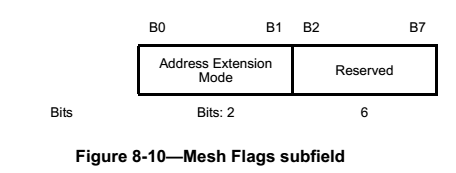 B0 B1 B2 B7
Address Extension
Mode
Reserved
Bits Bits: 2 6
Figure 8-10—Mesh Flags subfield